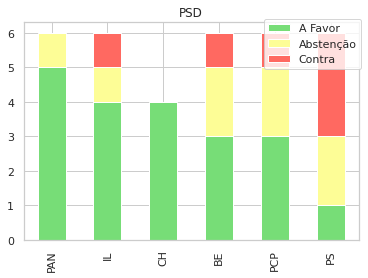 PSD
A Favor
Abstenção
Contra
6
5
4
3
2
1
0
PAN
IL
CH
BE
PCP
PS